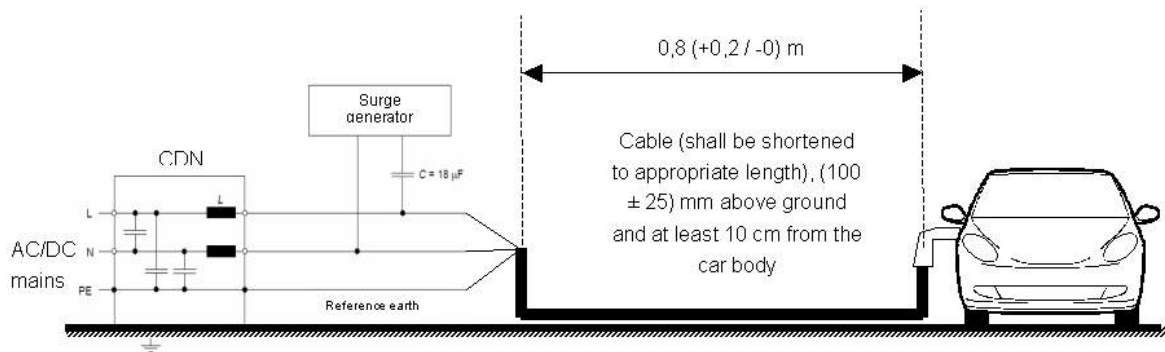 0,8 (+0,2 / -0) m
Surge
generator
CDN
C = 18 µF
L
L
AC/DC
mains
N
PE
Reference earth
Cable (shall be shortened
to appropriate length), (100
± 25) mm above ground
and at least 10 cm from the
car body